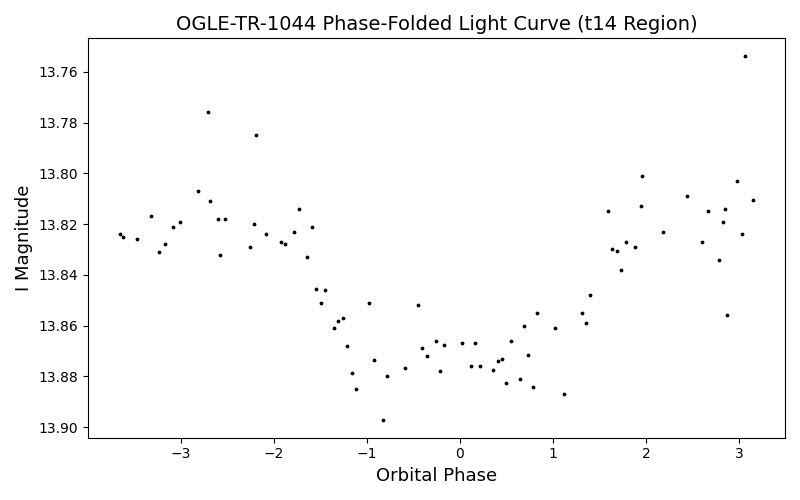 OGLE-TR-1044 Phase-Folded Light Curve (t14 Region)
I Magnitude
13.76
13.78
13.80
13.82
13.84
13.86
13.88
13.90
−3 −2 −1 0 1 2 3
Orbital Phase